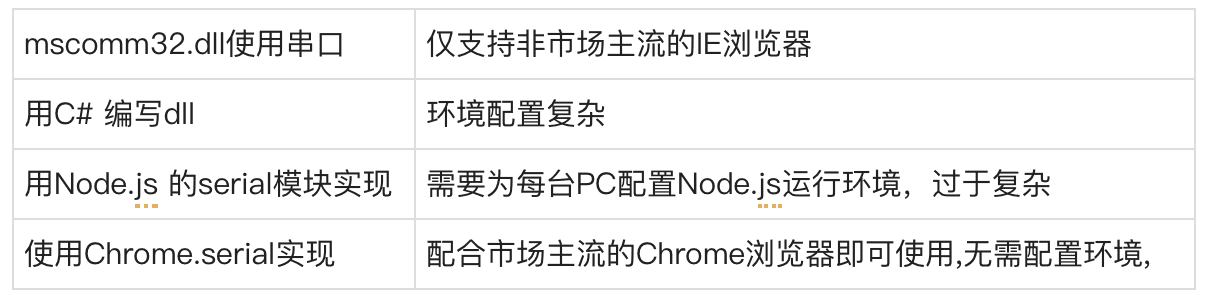 mscomm32.dll使用串口
仅支持非市场主流的IE浏览器
用C# 编写dll
环境配置复杂
用Node.js 的serial模块实现
需要为每台PC配置Node.js运行环境，过于复杂
使用Chrome.serial实现
配合市场主流的Chrome浏览器即可使用,无需配置环境,